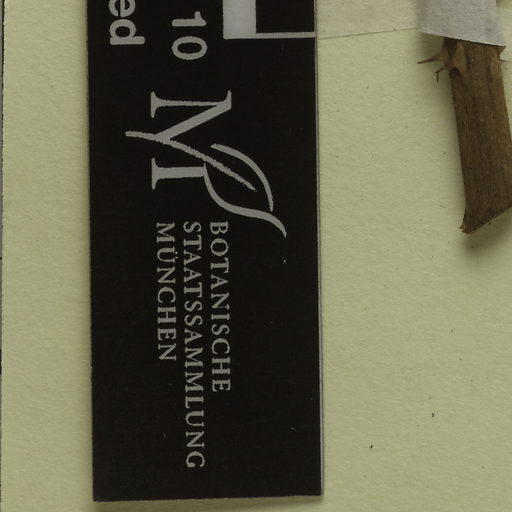 ed
10
M
BOTANISCHE
STAATSSAMMLUNG
MÜNCHEN